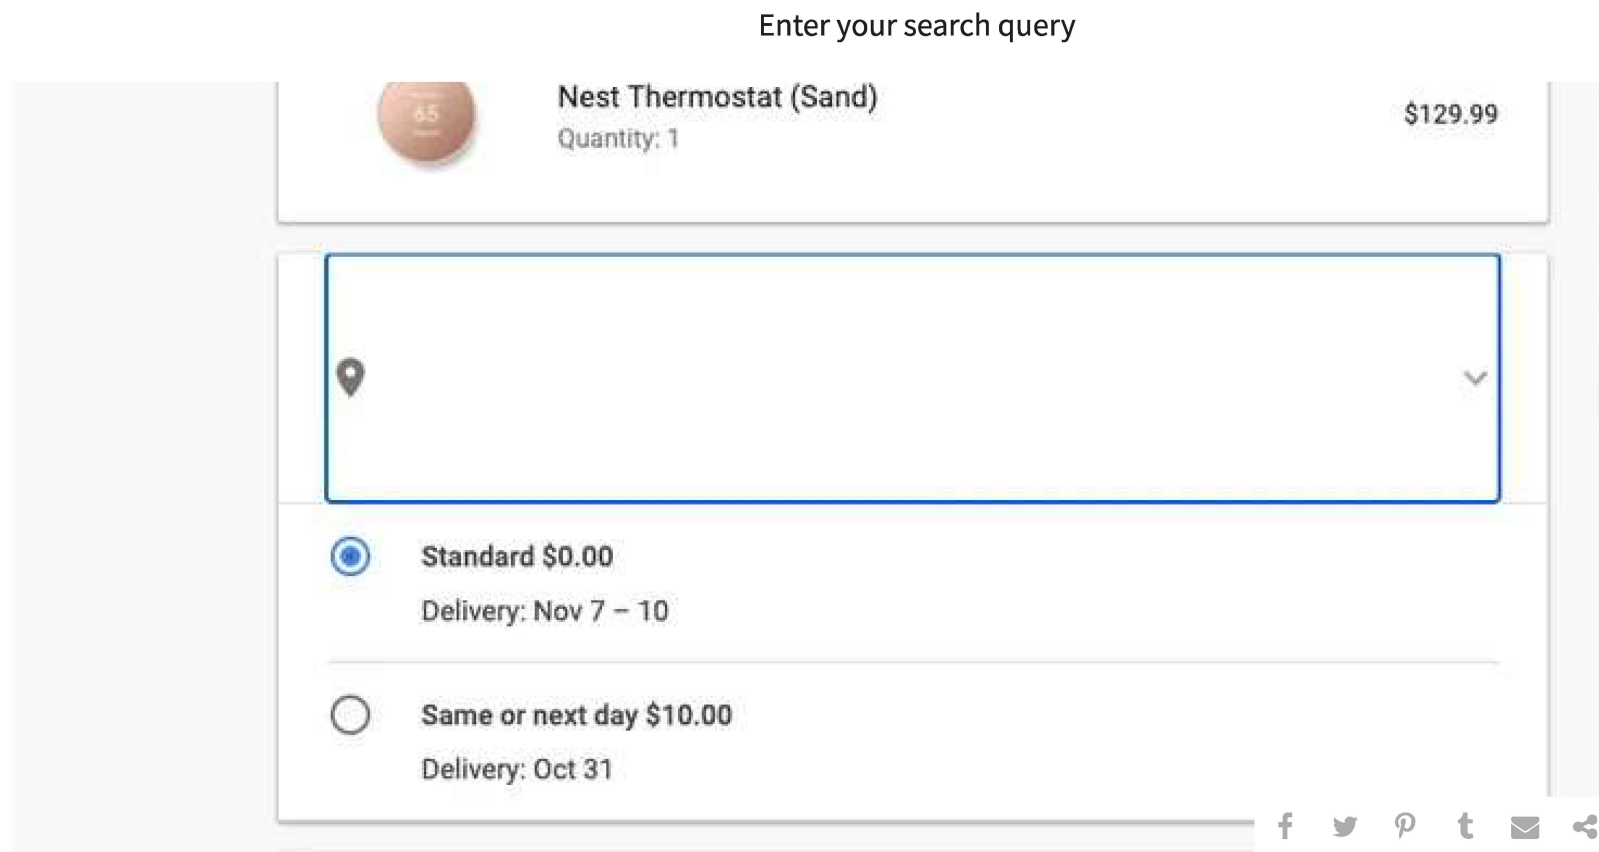 Enter your search query
65
Nest Thermostat (Sand)
$129.99
Quantity: 1
Standard $0.00
Delivery: Nov 7 – 10
Same or next day $10.00
Delivery: Oct 31